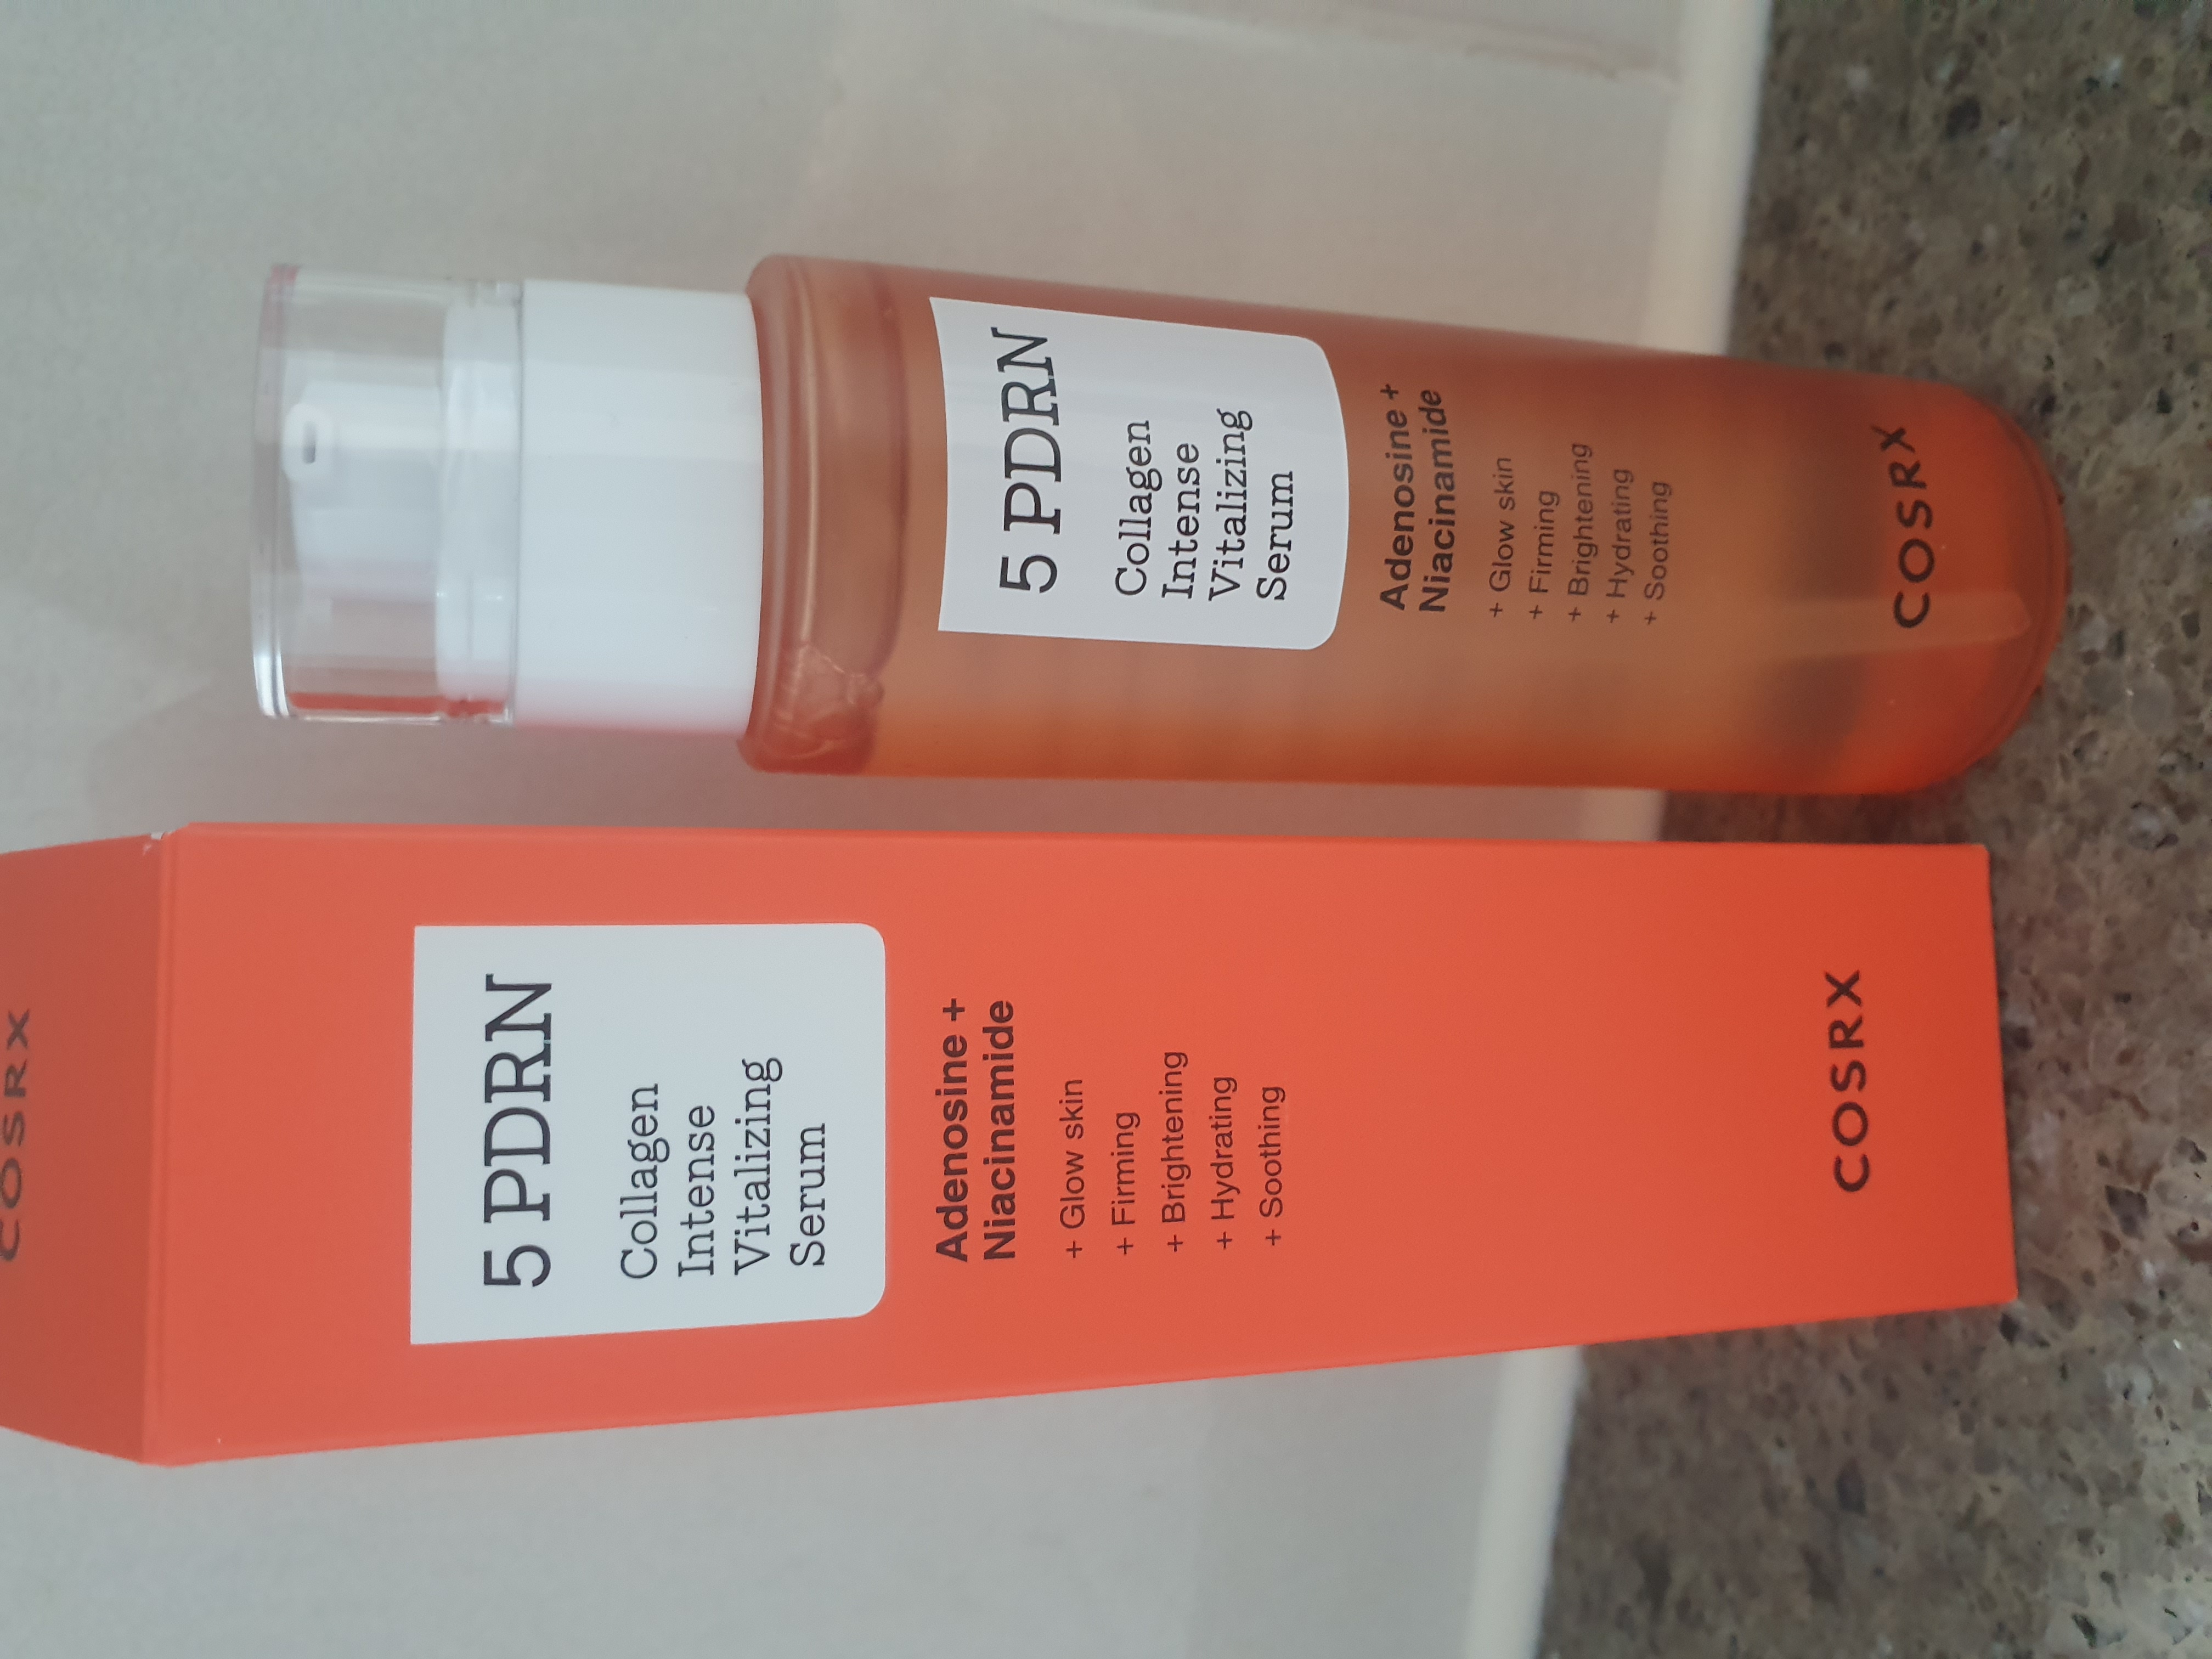 5 PDRN
Collagen
Intense
Vitalizing
Serum
Adenosine +
Niacinamide
+ Glow skin
+ Firming
+ Brightening
+ Hydrating
+ Soothing
COSRX
COSRX
5 PDRN
Collagen
Intense
Vitalizing
Serum
Adenosine +
Niacinamide
+ Glow skin
+ Firming
+ Brightening
+ Hydrating
+ Soothing
COSRX